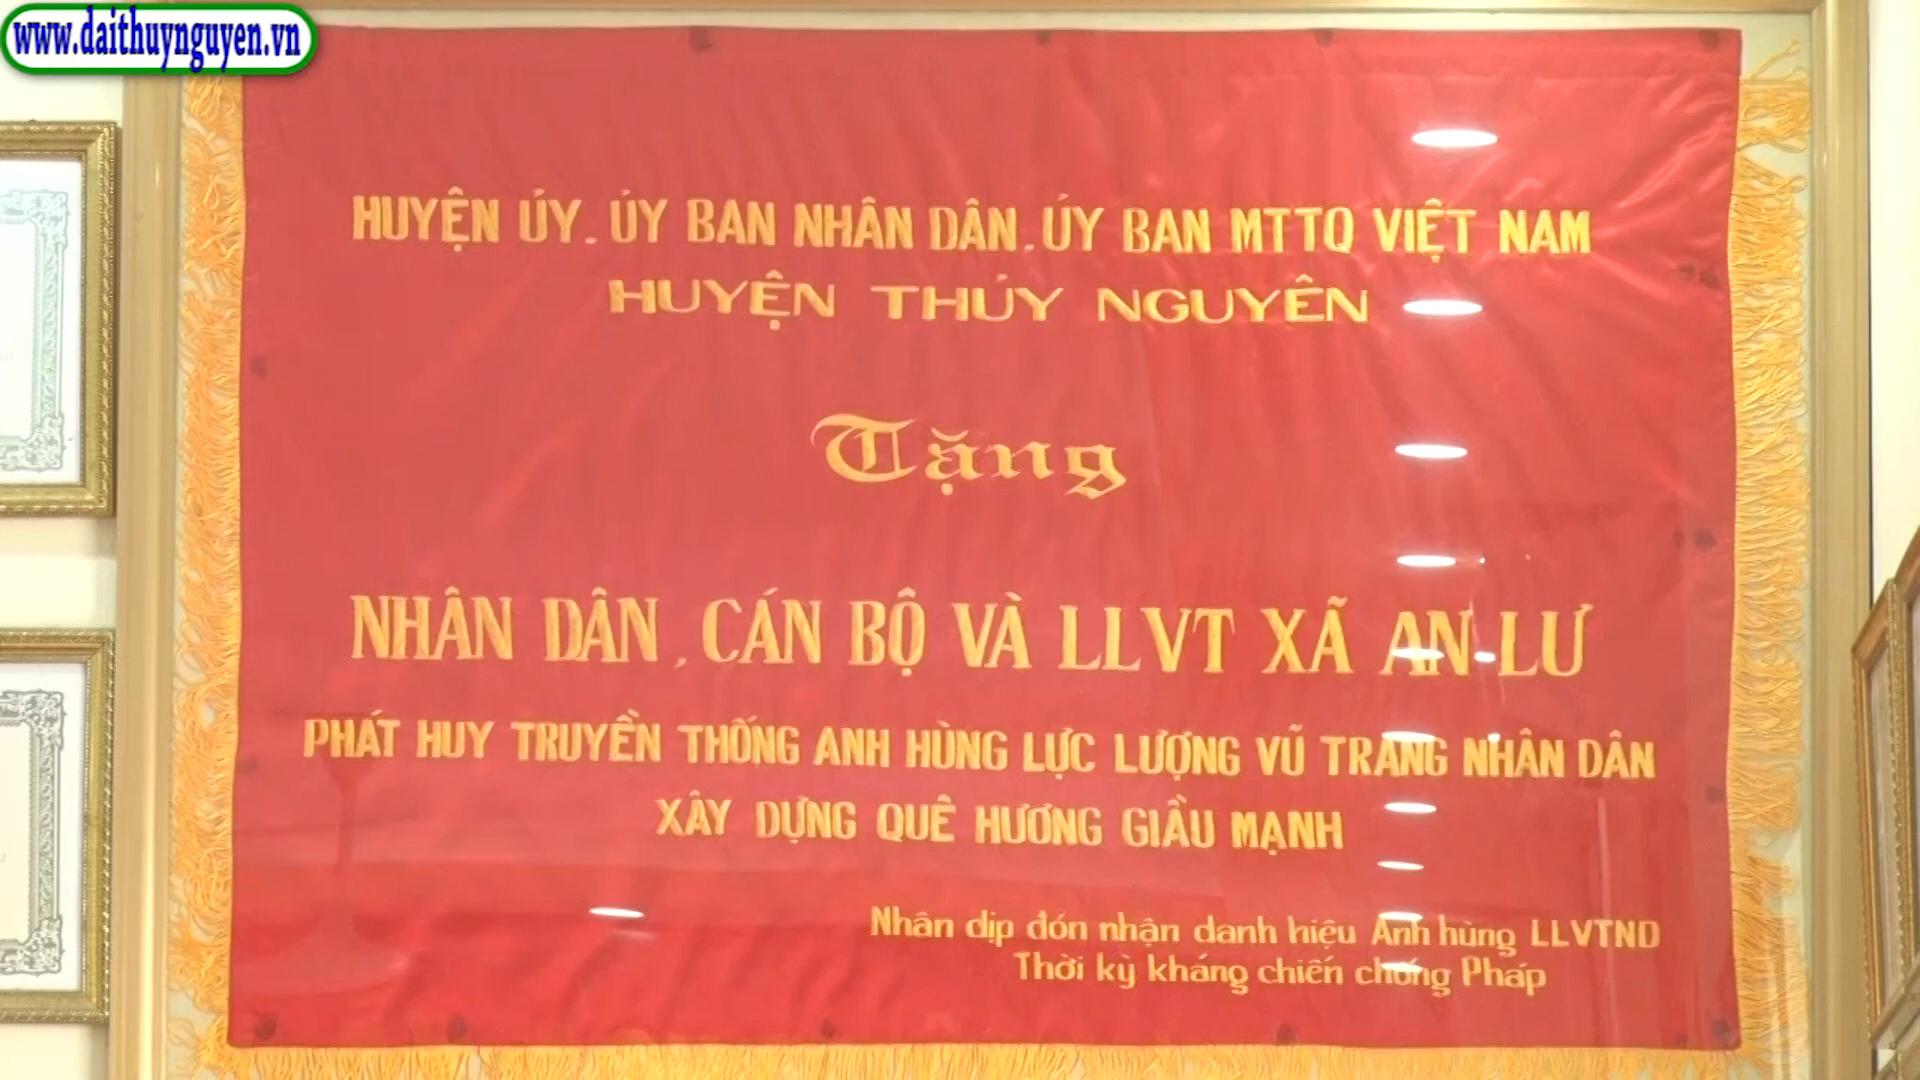 www.daithuynguyen.vn
HUYỆN ỦY. ỦY BAN NHÂN DÂN. ỦY BAN MTTQ VIỆT NAM
HUYỆN THỦY NGUYÊN
Tặng
NHÂN DÂN, CÁN BỘ VÀ LLVT XÃ AN LƯ
PHÁT HUY TRUYỀN THỐNG ANH HÙNG LỰC LƯỢNG VŨ TRANG NHÂN DÂN
XÂY DỰNG QUÊ HƯƠNG GIẦU MẠNH
Nhân dịp đón nhận danh hiệu Anh hùng LLVTND
Thời kỳ kháng chiến chống Pháp